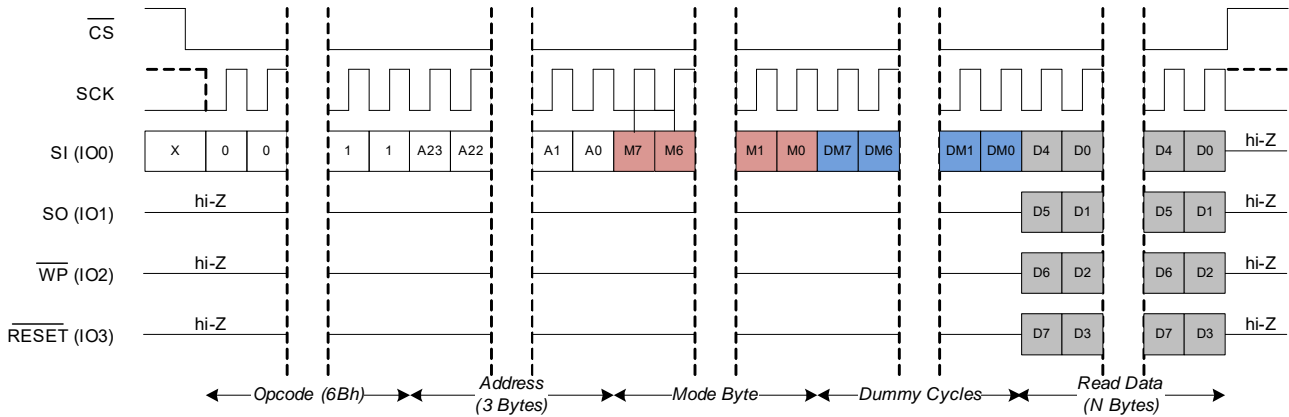 CS
SCK
SI (IO0) X 0 0 1 1 A23 A22 A1 A0 M7 M6 M1 M0 DM7 DM6 DM1 DM0 D4 D0 D4 D0 hi-Z
SO (IO1) hi-Z D5 D1 D5 D1 hi-Z
WP (IO2) hi-Z D6 D2 D6 D2 hi-Z
RESET (IO3) hi-Z D7 D3 D7 D3 hi-Z
Opcode (6Bh) Address (3 Bytes) Mode Byte Dummy Cycles Read Data (N Bytes)